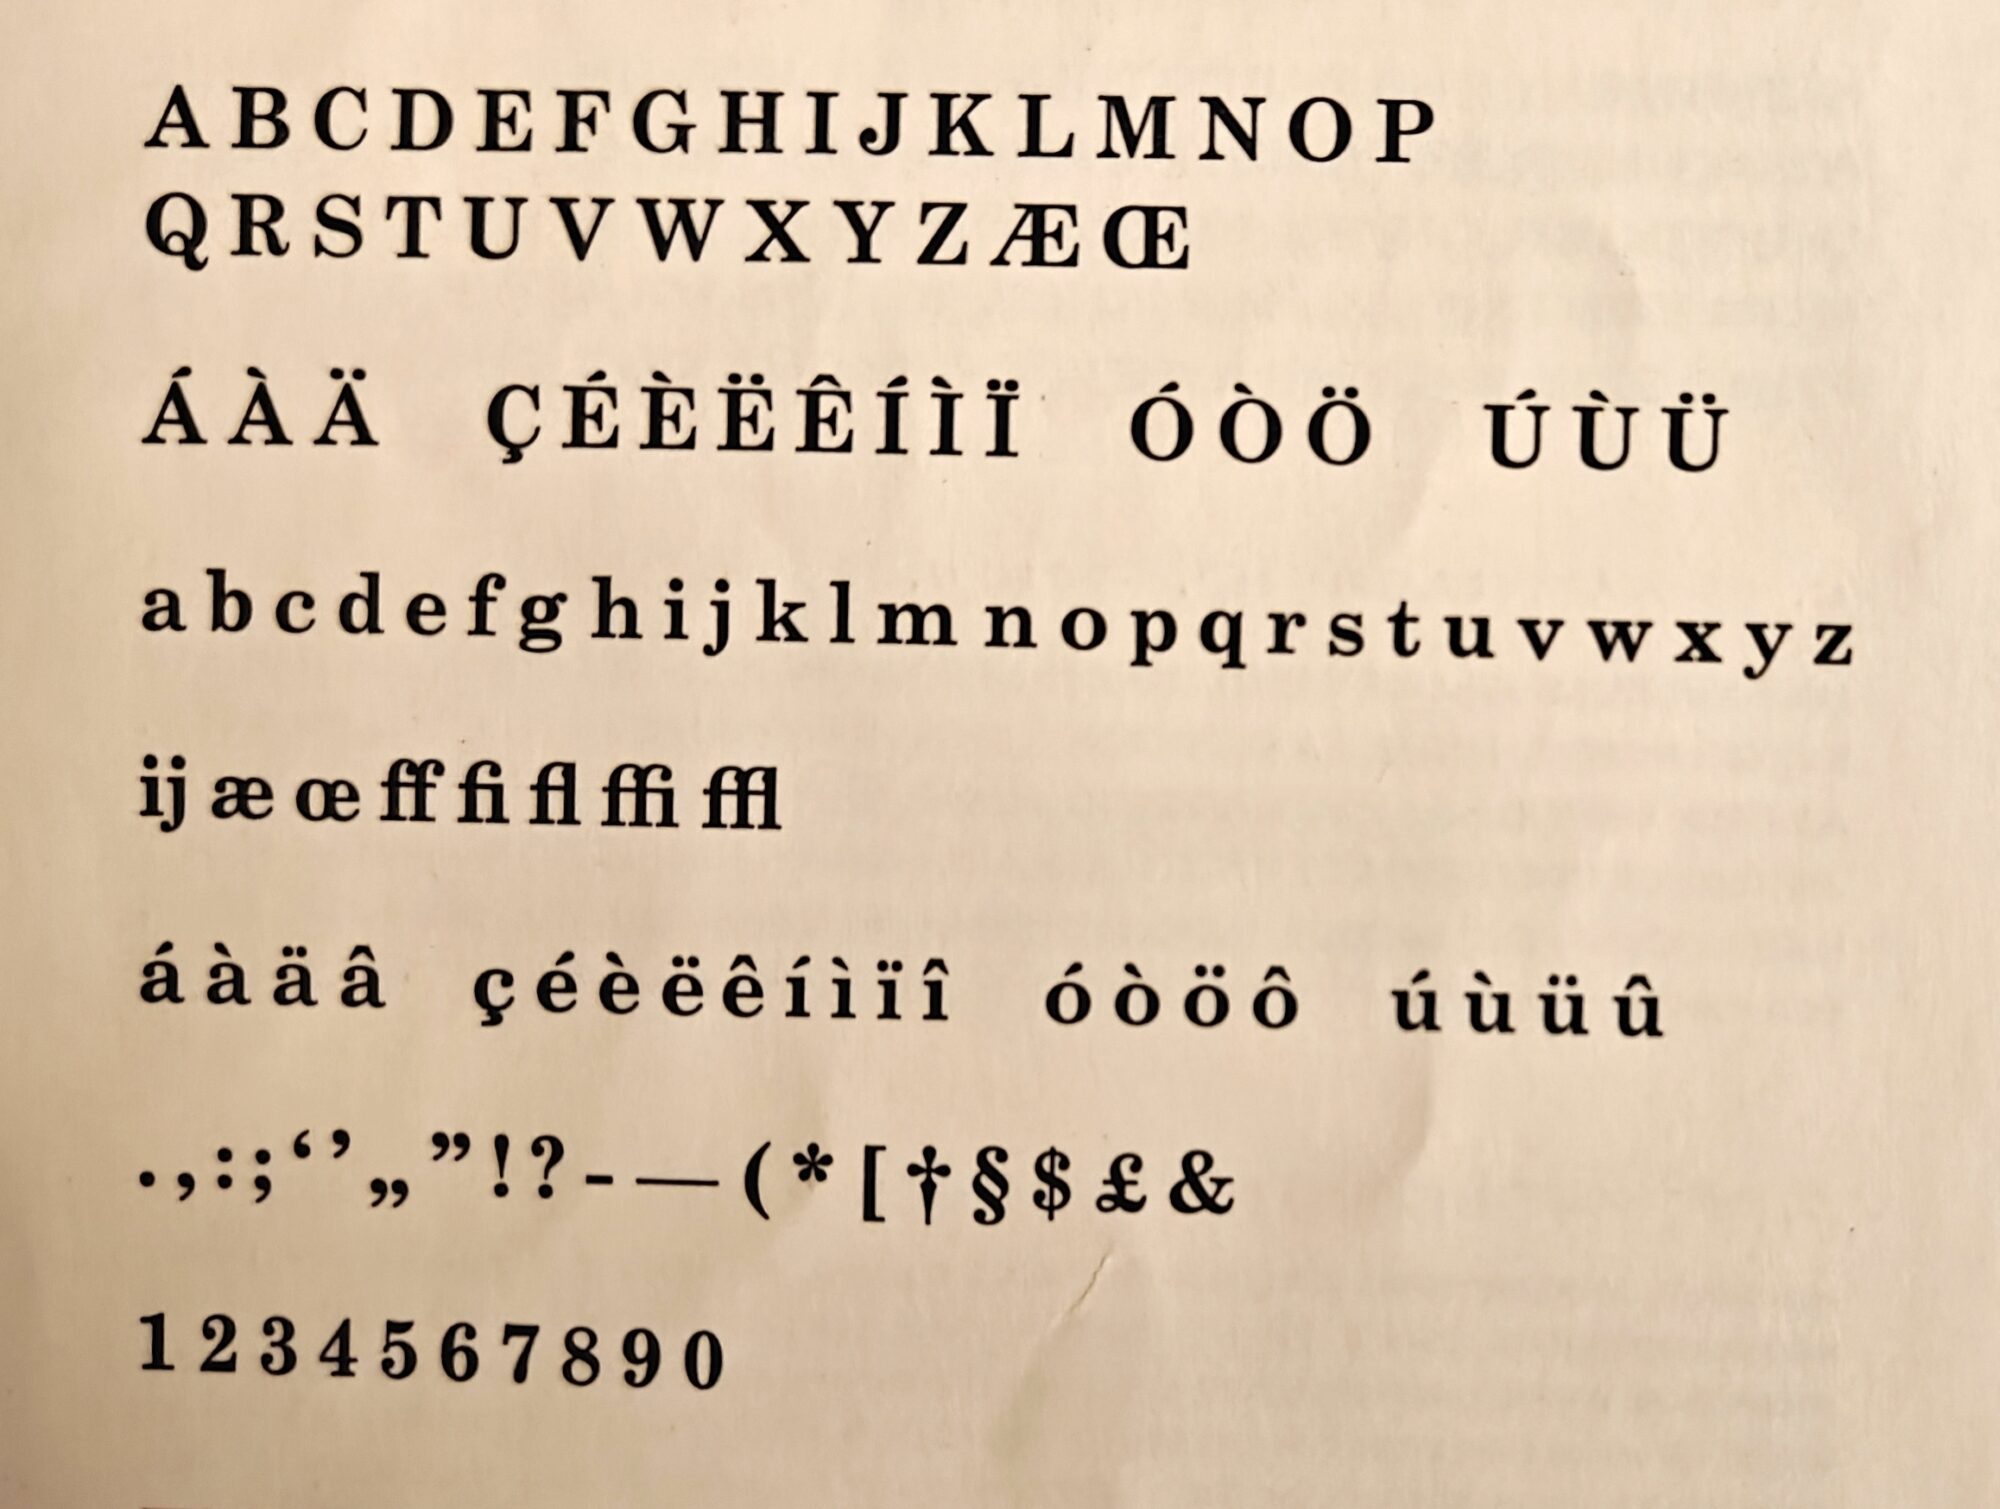 A B C D E F G H I J K L M N O P
Q R S T U V W X Y Z Æ Œ
Á À Ä Ç É È Ë Ê Í Ì Ï Ó Ò Ö Ú Ù Ü
a b c d e f g h i j k l m n o p q r s t u v w x y z
ij æ œ ff fi fl ffi ffl
á à ä â ç é è ë ê í ì ï î ó ò ö ô ú ù ü û
. , : ; ‘ ’ „ ” ! ? - — ( * [ † § $ £ &
1 2 3 4 5 6 7 8 9 0